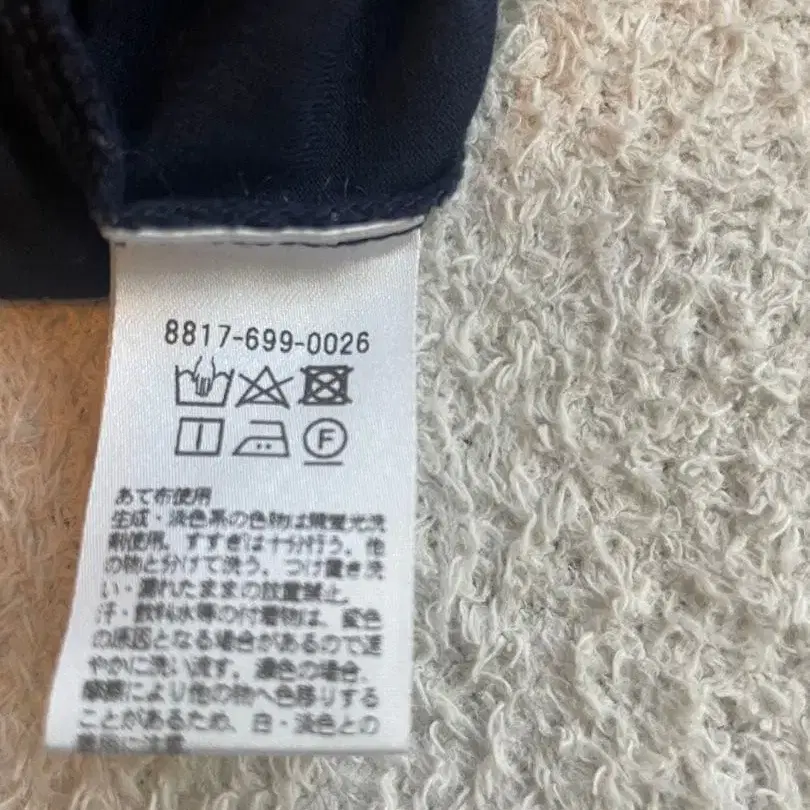 8817-699-0026
F
あて布使用
生成・淡色系の色物は無蛍光洗
剤使用。すすぎは十分行う。他
の物と分けて洗う。つけ置き洗
い・濡れたままの放置禁止。
汗・飲料水等の付着物は、変色
の原因となる場合があるので速
やかに洗い流す。濃色の場合、
摩擦により他の物へ色移りする
ことがあるため、白・淡色との